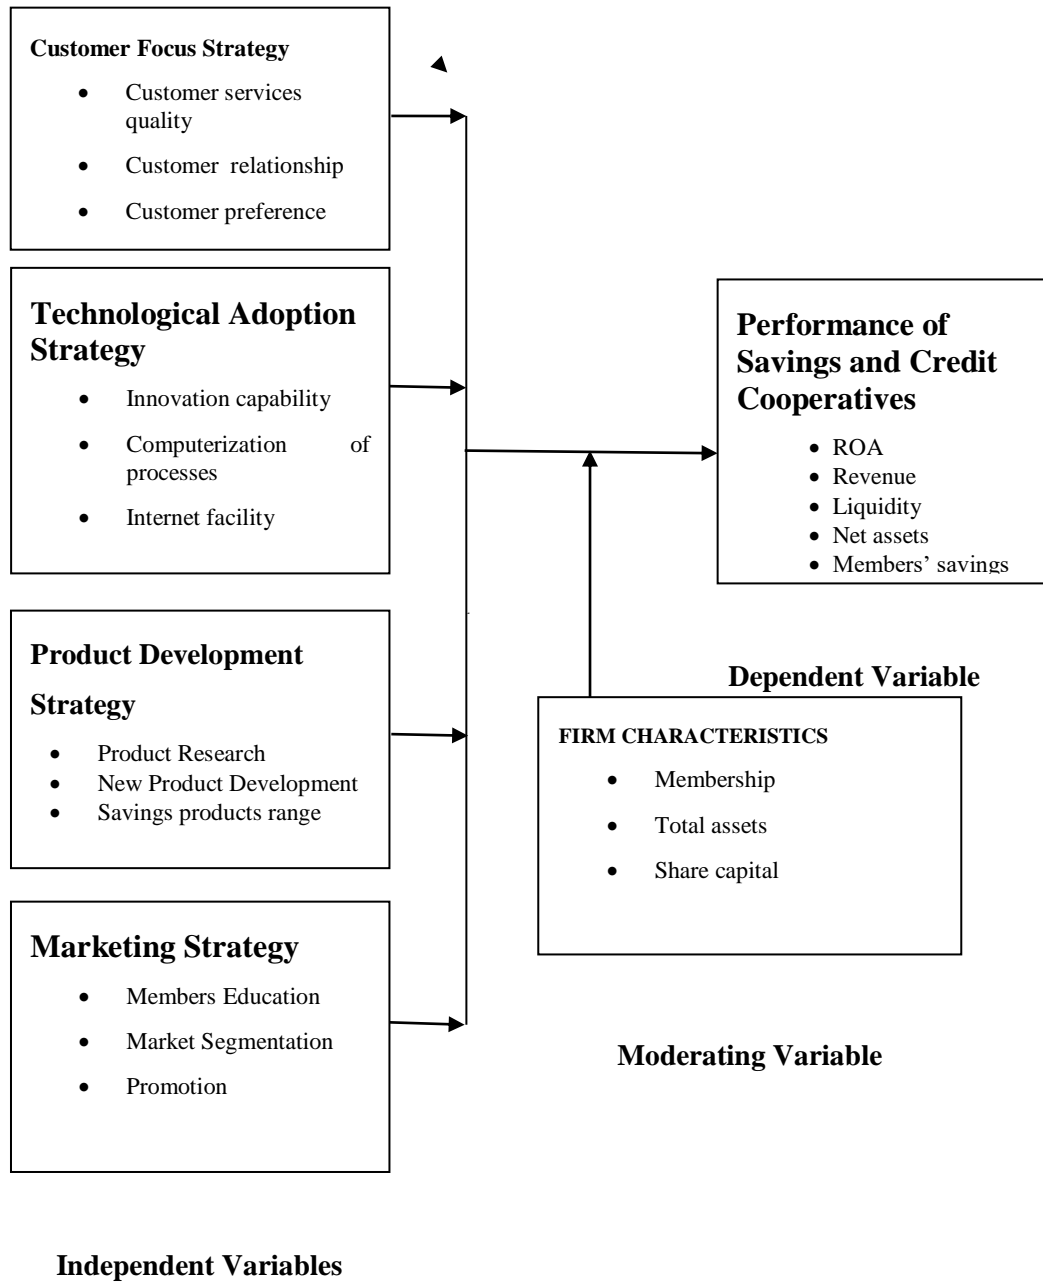 Customer Focus Strategy
• Customer services
quality
• Customer relationship
• Customer preference
Technological Adoption
Strategy
• Innovation capability
• Computerization of
processes
• Internet facility
Product Development
Strategy
• Product Research
• New Product Development
• Savings products range
Marketing Strategy
• Members Education
• Market Segmentation
• Promotion
Independent Variables
Performance of
Savings and Credit
Cooperatives
• ROA
• Revenue
• Liquidity
• Net assets
• Members’ savings
Dependent Variable
FIRM CHARACTERISTICS
• Membership
• Total assets
• Share capital
Moderating Variable